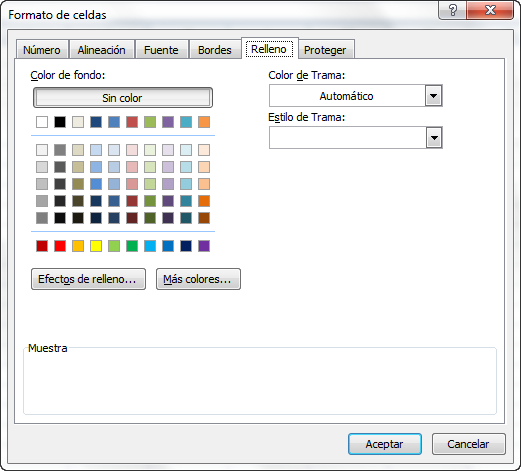 Formato de celdas
?
Número Alineación Fuente Bordes Relleno Proteger
Color de fondo:
Sin color
Efectos de relleno...
Más colores...
Color de Trama:
Automático
Estilo de Trama:
Muestra
Aceptar Cancelar